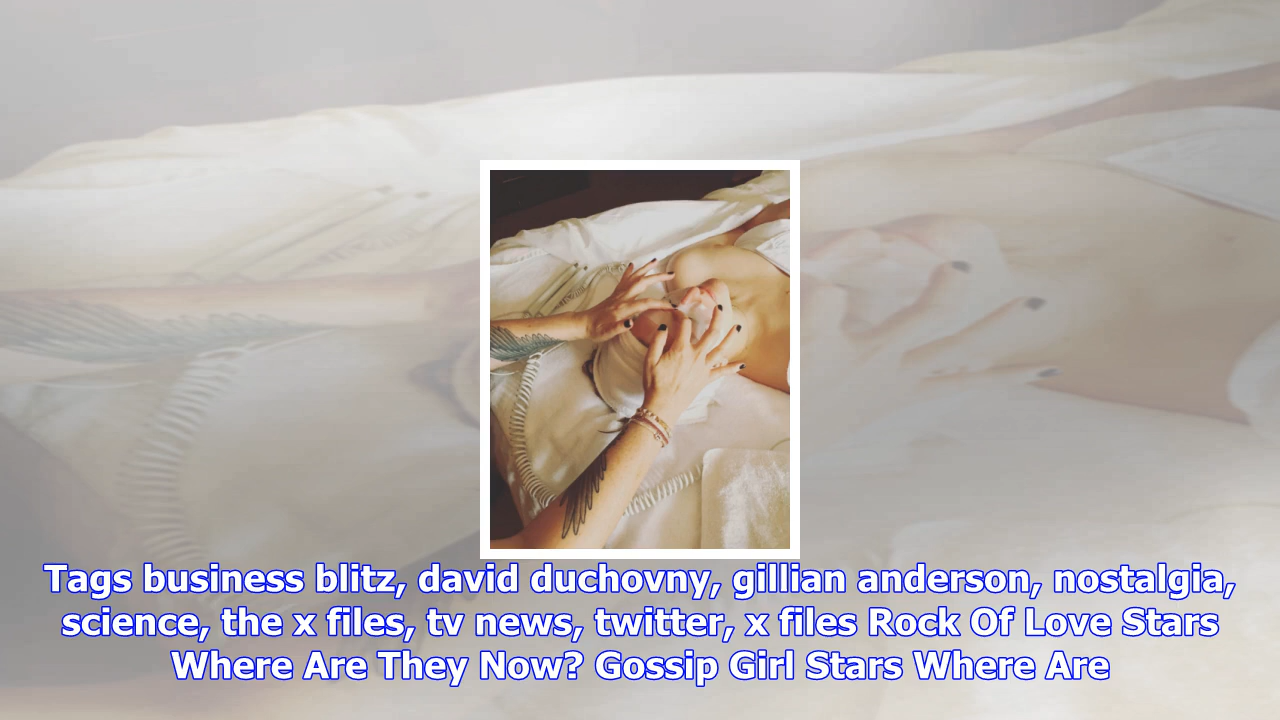 Tags business blitz, david duchovny, gillian anderson, nostalgia,
science, the x files, tv news, twitter, x files Rock Of Love Stars
Where Are They Now? Gossip Girl Stars Where Are